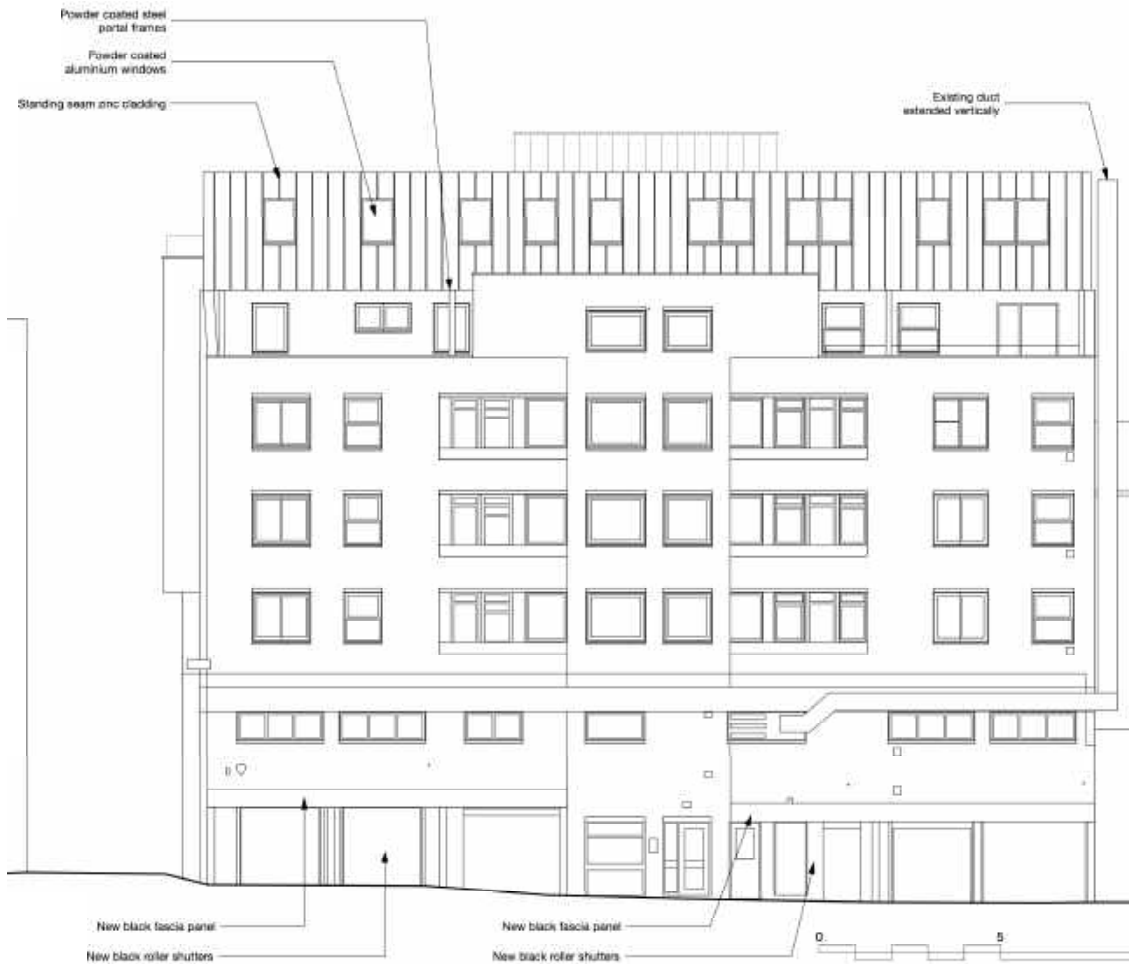 Powder coated steel
portal frames
Powder coated
aluminium windows
Standing seam zinc cladding
Existing duct
extended vertically
New black fascia panel
New black roller shutters
New black fascia panel
New black roller shutters
0
5